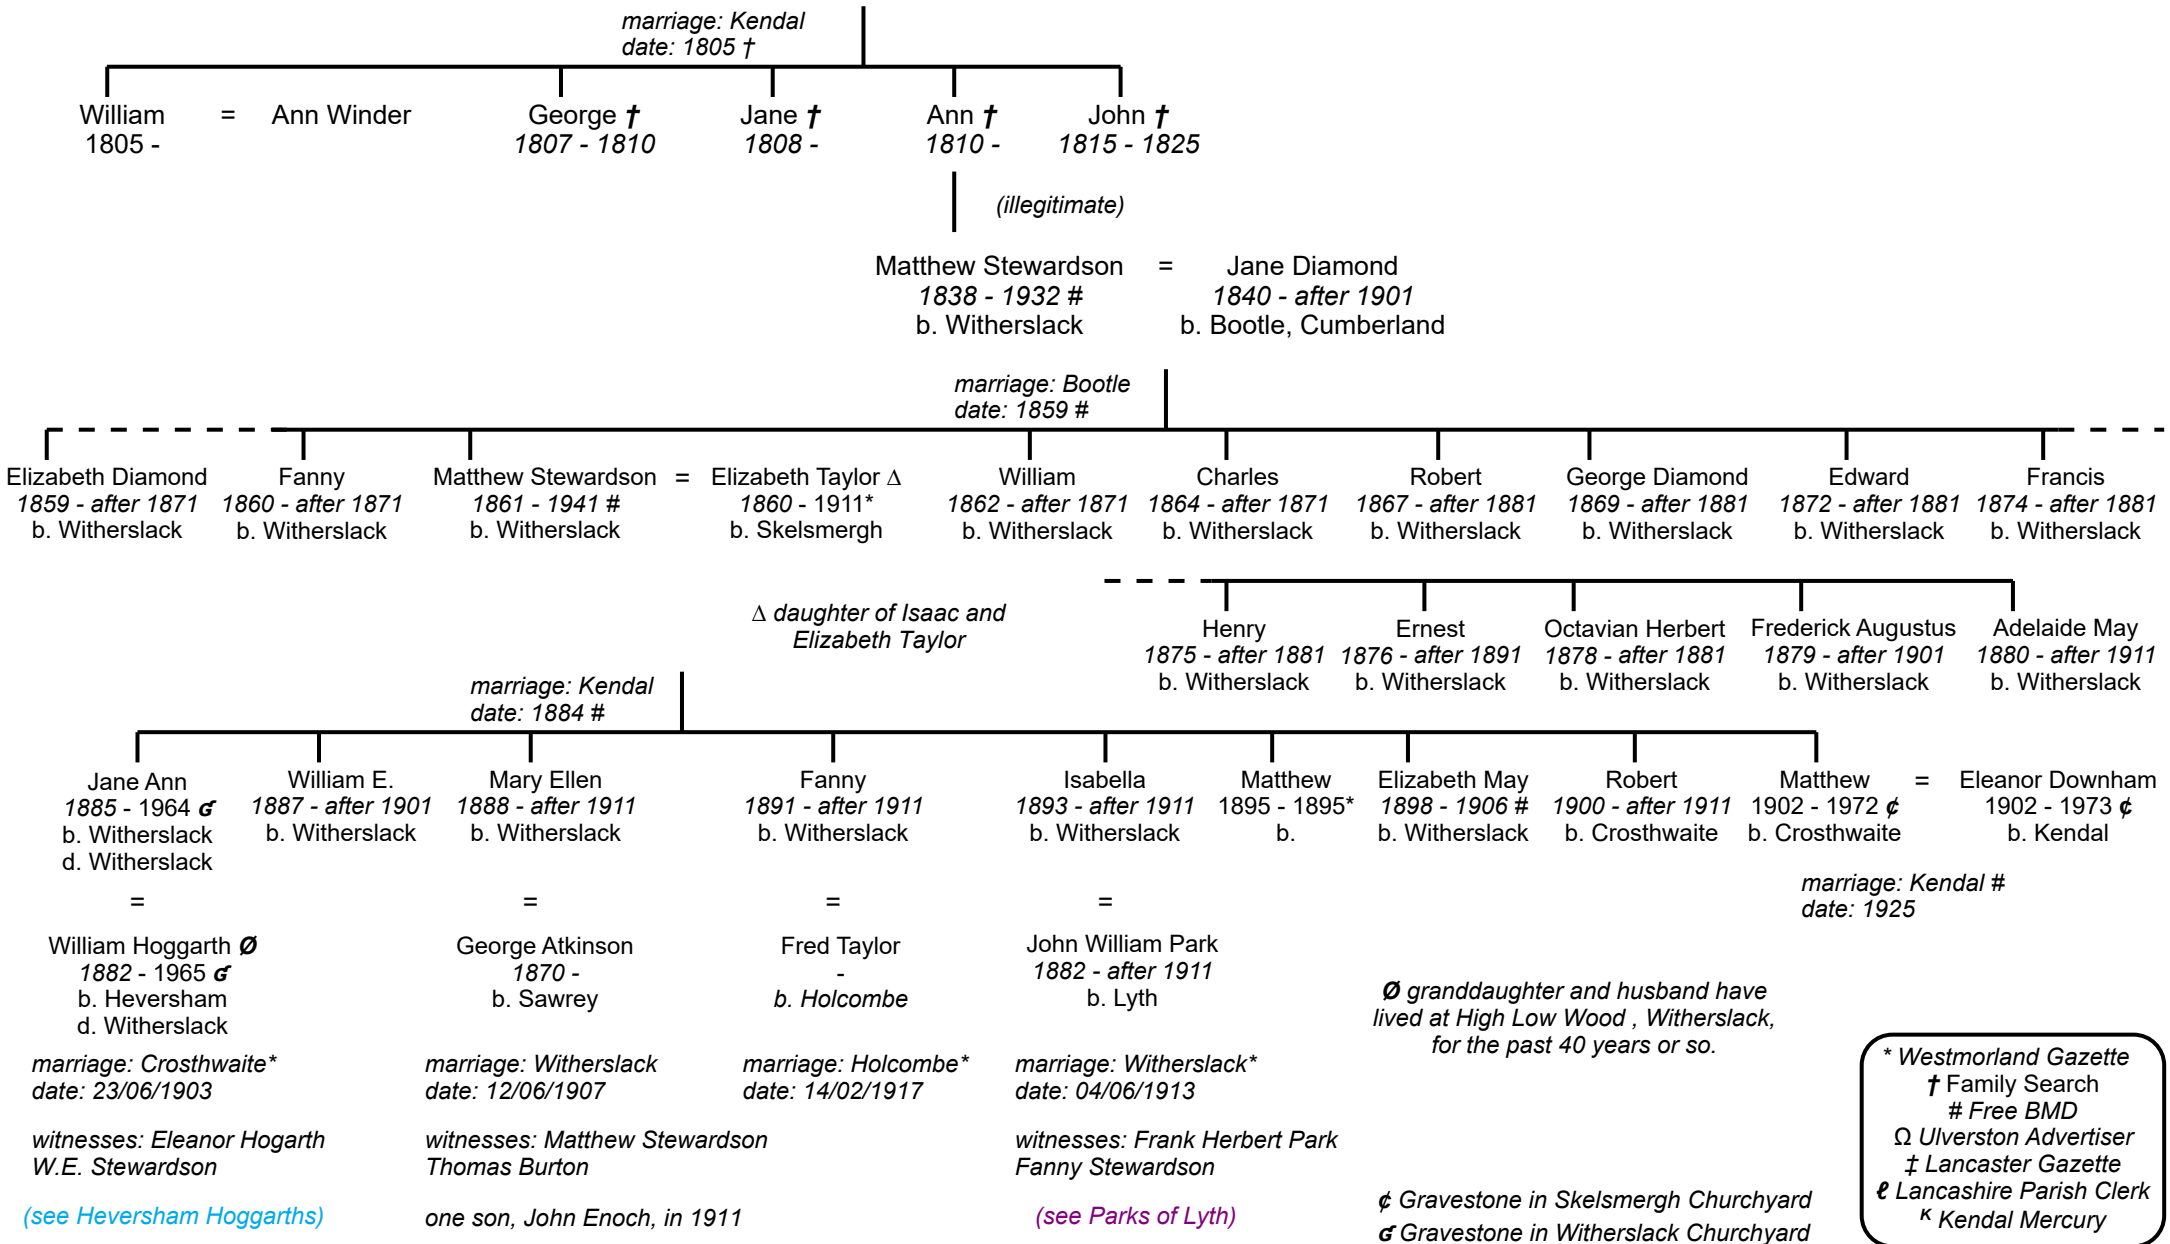 marriage: Kendal
date: 1805 †
William = Ann Winder
1805 -
George †
1807 - 1810
Jane †
1808 -
Ann †
1810 -
John †
1815 - 1825
(illegitimate)
Matthew Stewardson = Jane Diamond
1838 - 1932 #
b. Witherslack
1840 - after 1901
b. Bootle, Cumberland
marriage: Bootle
date: 1859 #
Elizabeth Diamond
1859 - after 1871
b. Witherslack
Fanny
1860 - after 1871
b. Witherslack
Matthew Stewardson = Elizabeth Taylor Δ
1861 - 1941 #
b. Witherslack
1860 - 1911*
b. Skelsmergh
William
1862 - after 1871
b. Witherslack
Charles
1864 - after 1871
b. Witherslack
Robert
1867 - after 1881
b. Witherslack
George Diamond
1869 - after 1881
b. Witherslack
Edward
1872 - after 1881
b. Witherslack
Francis
1874 - after 1881
b. Witherslack
Δ daughter of Isaac and
Elizabeth Taylor
Henry
1875 - after 1881
b. Witherslack
Ernest
1876 - after 1891
b. Witherslack
Octavian Herbert
1878 - after 1881
b. Witherslack
Frederick Augustus
1879 - after 1901
b. Witherslack
Adelaide May
1880 - after 1911
b. Witherslack
marriage: Kendal
date: 1884 #
Jane Ann
1885 - 1964 ɠ
b. Witherslack
d. Witherslack
=
William Hoggarth Ø
1882 - 1965 ɠ
b. Heversham
d. Witherslack
marriage: Crosthwaite*
date: 23/06/1903
witnesses: Eleanor Hogarth
W.E. Stewardson
(see Heversham Hoggarths)
William E.
1887 - after 1901
b. Witherslack
Mary Ellen
1888 - after 1911
b. Witherslack
=
George Atkinson
1870 -
b. Sawrey
marriage: Witherslack
date: 12/06/1907
witnesses: Matthew Stewardson
Thomas Burton
one son, John Enoch, in 1911
Fanny
1891 - after 1911
b. Witherslack
=
Fred Taylor
-
b. Holcombe
marriage: Holcombe*
date: 14/02/1917
Isabella
1893 - after 1911
b. Witherslack
=
John William Park
1882 - after 1911
b. Lyth
marriage: Witherslack*
date: 04/06/1913
witnesses: Frank Herbert Park
Fanny Stewardson
(see Parks of Lyth)
Matthew
1895 - 1895*
b.
Elizabeth May
1898 - 1906 #
b. Witherslack
Robert
1900 - after 1911
b. Crosthwaite
Matthew = Eleanor Downham
1902 - 1972 ¢
b. Crosthwaite
1902 - 1973 ¢
b. Kendal
marriage: Kendal #
date: 1925
Ø granddaughter and husband have
lived at High Low Wood , Witherslack,
for the past 40 years or so.
¢ Gravestone in Skelsmergh Churchyard
ɠ Gravestone in Witherslack Churchyard
* Westmorland Gazette
† Family Search
# Free BMD
Ω Ulverston Advertiser
‡ Lancaster Gazette
ℓ Lancashire Parish Clerk
ᴷ Kendal Mercury